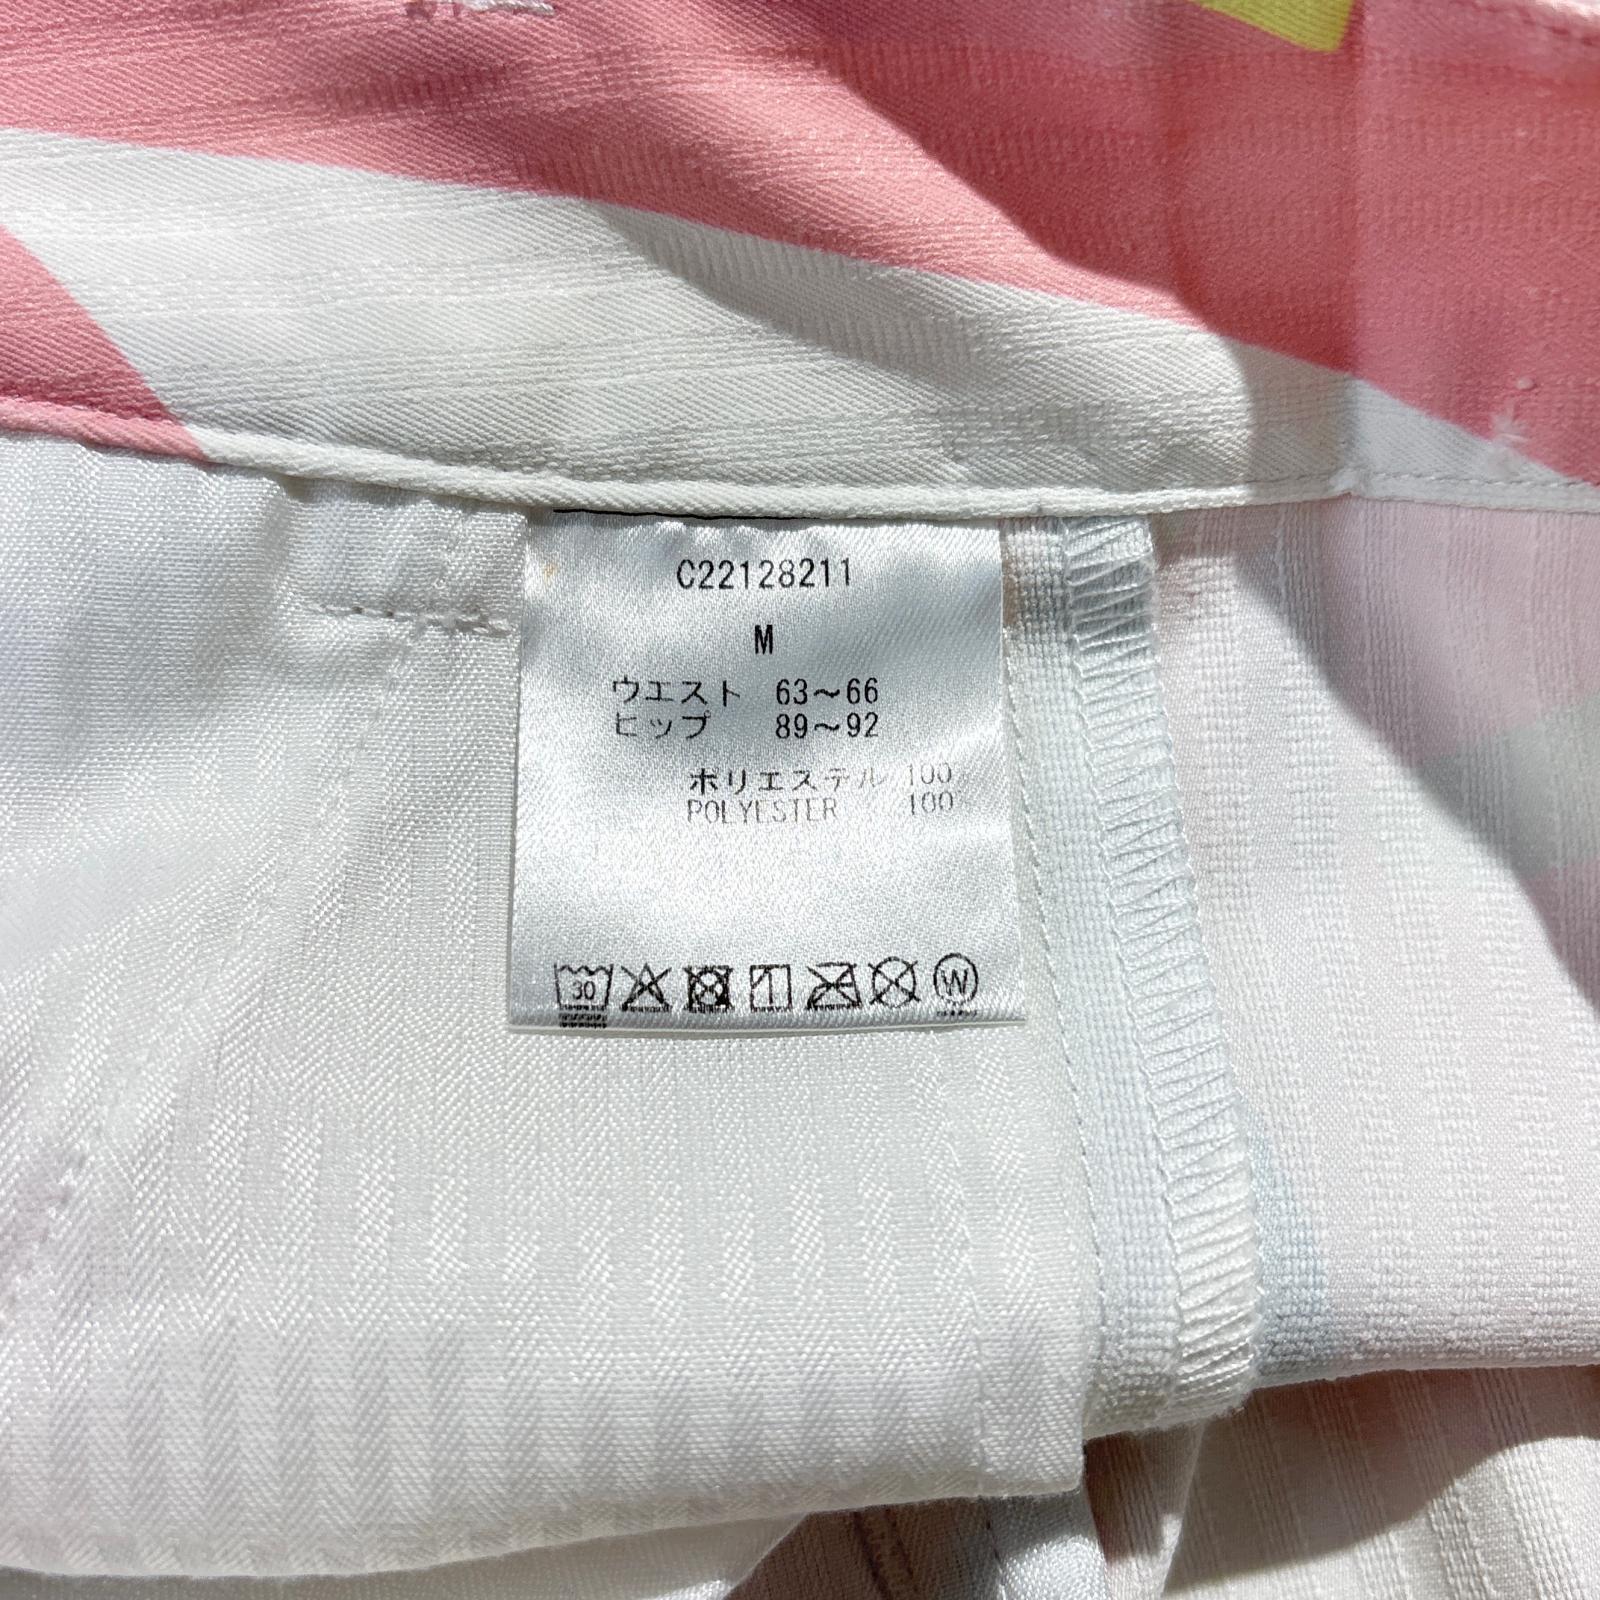 C22128211
M
ウエスト 63～66
ヒップ 89～92
ポリエステル 100
POLYESTER 100
30
W